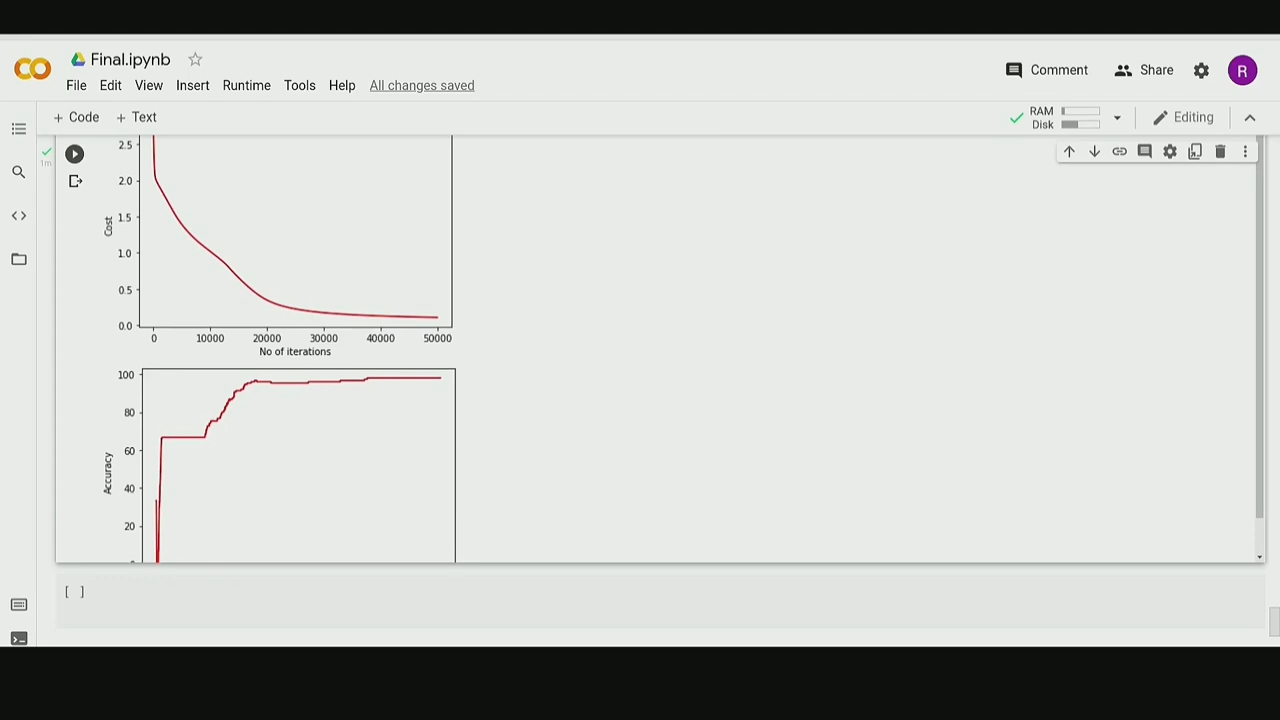 Final.ipynb
File Edit View Insert Runtime Tools Help All changes saved
Comment Share R
+ Code + Text
RAM
Disk
Editing
1m
2.5
2.0
1.5
1.0
0.5
0.0
Cost
0 10000 20000 30000 40000 50000
No of iterations
100
80
60
40
20
Accuracy
[ ]